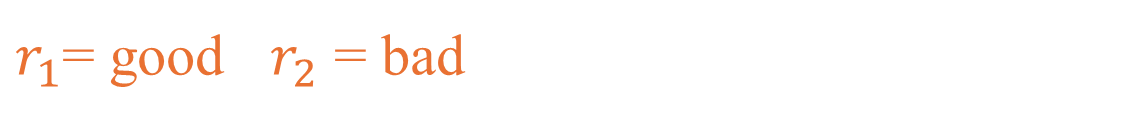 r₁= good r₂ = bad